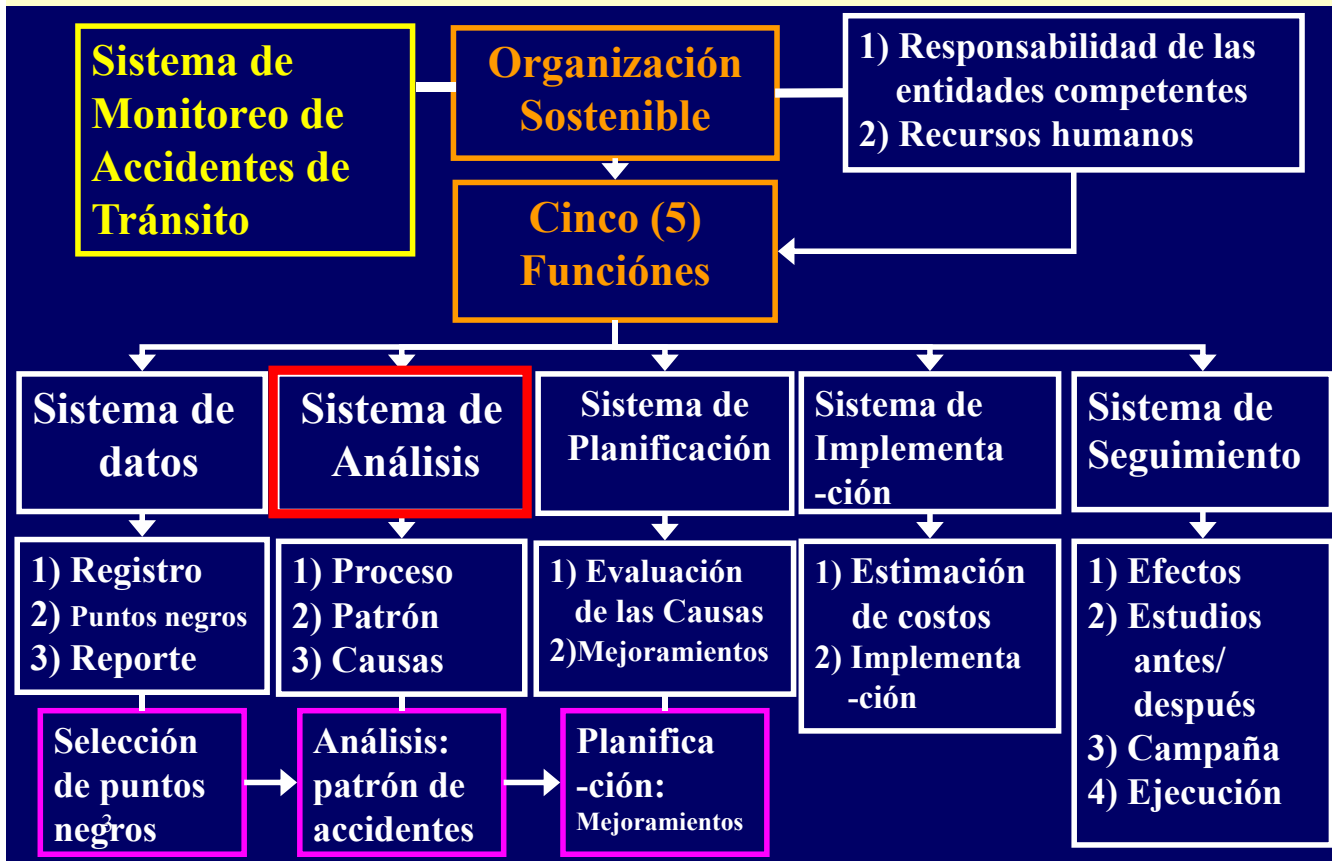 Sistema de
Monitoreo de
Accidentes de
Tránsito
Organización
Sostenible
1) Responsabilidad de las
entidades competentes
2) Recursos humanos
Cinco (5)
Funciónes
Sistema de
datos
Sistema de
Análisis
Sistema de
Planificación
Sistema de
Implementa
-ción
Sistema de
Seguimiento
1) Registro
2) Puntos negros
3) Reporte
1) Proceso
2) Patrón
3) Causas
1) Evaluación
de las Causas
2)Mejoramientos
1) Estimación
de costos
2) Implementa
-ción
1) Efectos
2) Estudios
antes/
después
3) Campaña
4) Ejecución
Selección
de puntos
negros
3
Análisis:
patrón de
accidentes
Planifica
-ción:
Mejoramientos